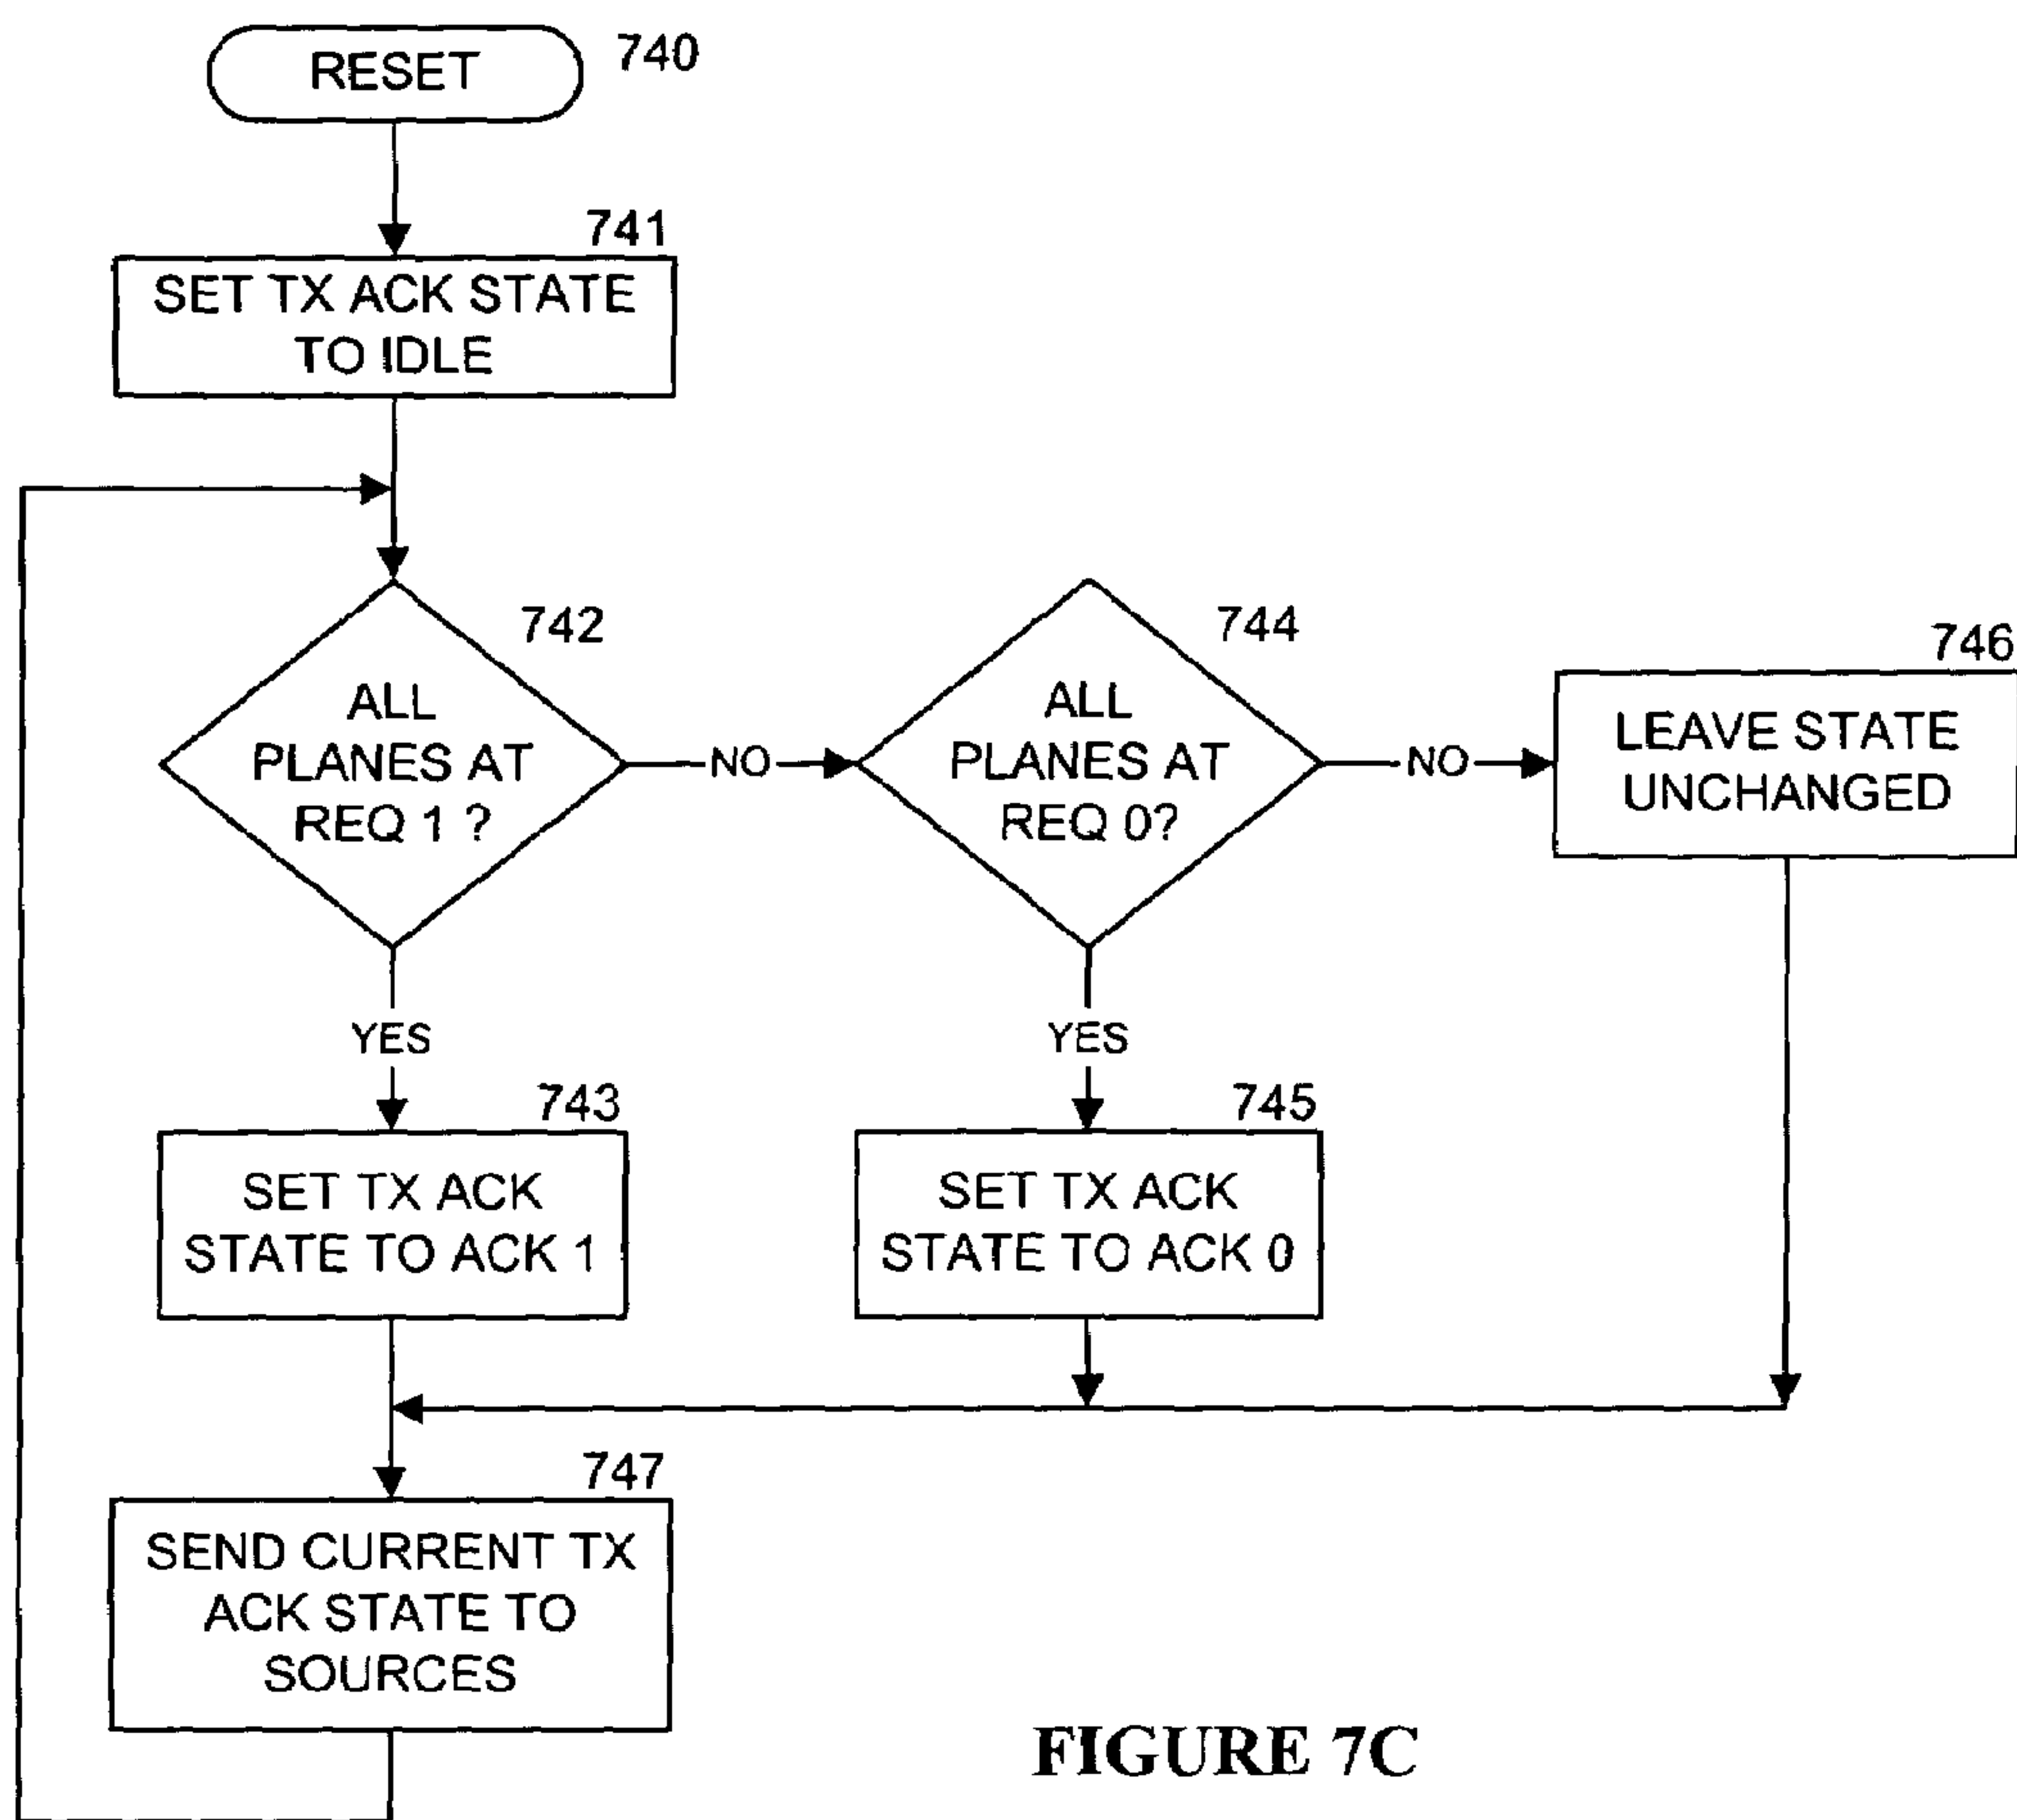 RESET
740
741
SET TX ACK STATE
TO IDLE
742
ALL
PLANES AT
REQ 1 ?
NO
744
ALL
PLANES AT
REQ 0?
NO
746
LEAVE STATE
UNCHANGED
YES
YES
743
SET TX ACK
STATE TO ACK 1
745
SET TX ACK
STATE TO ACK 0
747
SEND CURRENT TX
ACK STATE TO
SOURCES
FIGURE 7C